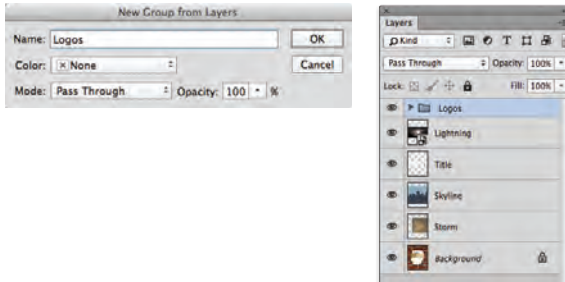 New Group from Layers
Name: Logos OK
Color: × None Cancel
Mode: Pass Through Opacity: 100 %
Layers
Kind T
Pass Through Opacity: 100%
Lock: Fill: 100%
Logos
Lightning
Title
Skyline
Storm
Background